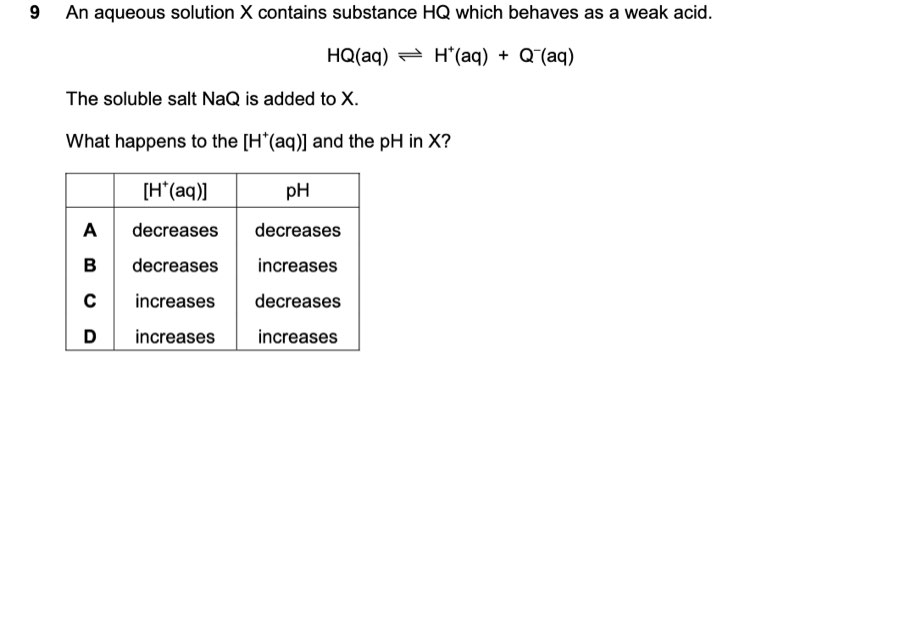 9 An aqueous solution X contains substance HQ which behaves as a weak acid.
HQ(aq) ⇌ H⁺(aq) + Q⁻(aq)
The soluble salt NaQ is added to X.
What happens to the [H⁺(aq)] and the pH in X?
[H⁺(aq)] pH
A decreases decreases
B decreases increases
C increases decreases
D increases increases